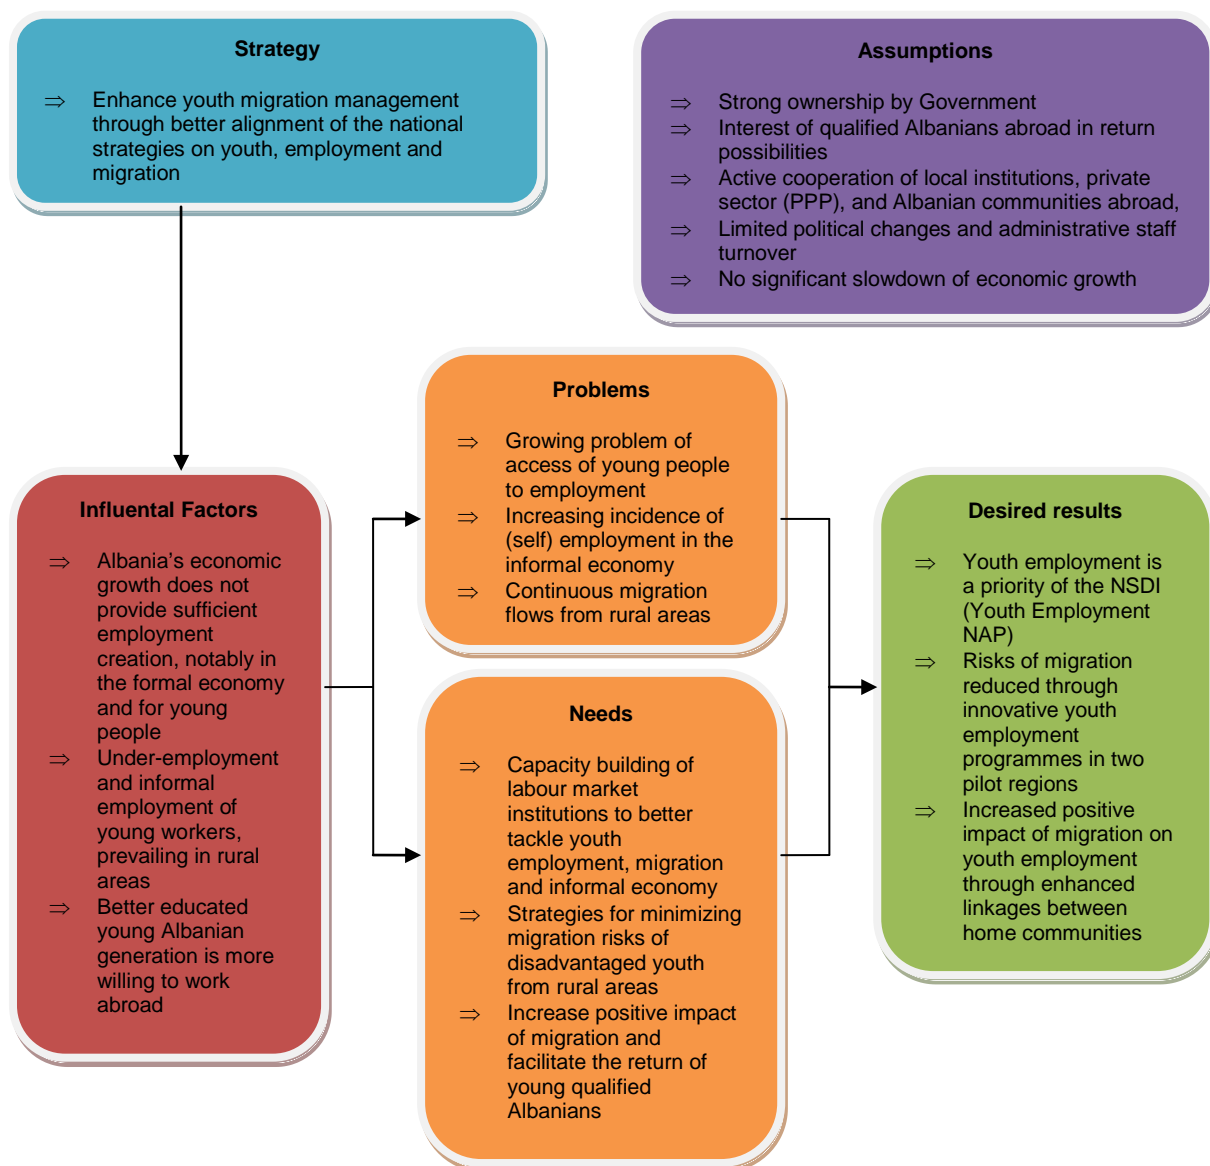 Strategy
⇒ Enhance youth migration management
through better alignment of the national
strategies on youth, employment and
migration
Assumptions
⇒ Strong ownership by Government
⇒ Interest of qualified Albanians abroad in return
possibilities
⇒ Active cooperation of local institutions, private
sector (PPP), and Albanian communities abroad,
⇒ Limited political changes and administrative staff
turnover
⇒ No significant slowdown of economic growth
Influental Factors
⇒ Albania’s economic
growth does not
provide sufficient
employment
creation, notably in
the formal economy
and for young
people
⇒ Under-employment
and informal
employment of
young workers,
prevailing in rural
areas
⇒ Better educated
young Albanian
generation is more
willing to work
abroad
Problems
⇒ Growing problem of
access of young people
to employment
⇒ Increasing incidence of
(self) employment in the
informal economy
⇒ Continuous migration
flows from rural areas
Needs
⇒ Capacity building of
labour market
institutions to better
tackle youth
employment, migration
and informal economy
⇒ Strategies for minimizing
migration risks of
disadvantaged youth
from rural areas
⇒ Increase positive impact
of migration and
facilitate the return of
young qualified
Albanians
Desired results
⇒ Youth employment is
a priority of the NSDI
(Youth Employment
NAP)
⇒ Risks of migration
reduced through
innovative youth
employment
programmes in two
pilot regions
⇒ Increased positive
impact of migration on
youth employment
through enhanced
linkages between
home communities